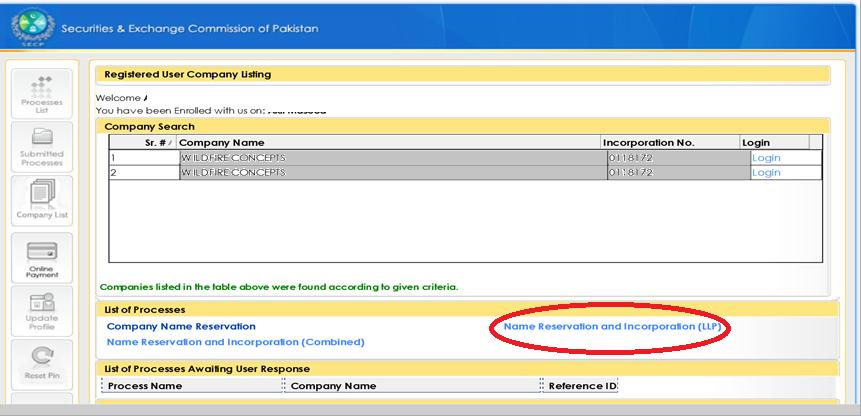 SECP
Securities & Exchange Commission of Pakistan
Processes
List
Submitted
Processes
Company List
Online
Payment
Update
Profile
Reset Pin
Registered User Company Listing
Welcome
You have been Enrolled with us on:
Company Search
Sr. # Company Name Incorporation No. Login
1 WILDFIRE CONCEPTS 0118172 Login
2 WILDFIRE CONCEPTS 0118172 Login
Companies listed in the table above were found according to given criteria.
List of Processes
Company Name Reservation Name Reservation and Incorporation (LLP)
Name Reservation and Incorporation (Combined)
List of Processes Awaiting User Response
Process Name Company Name Reference ID